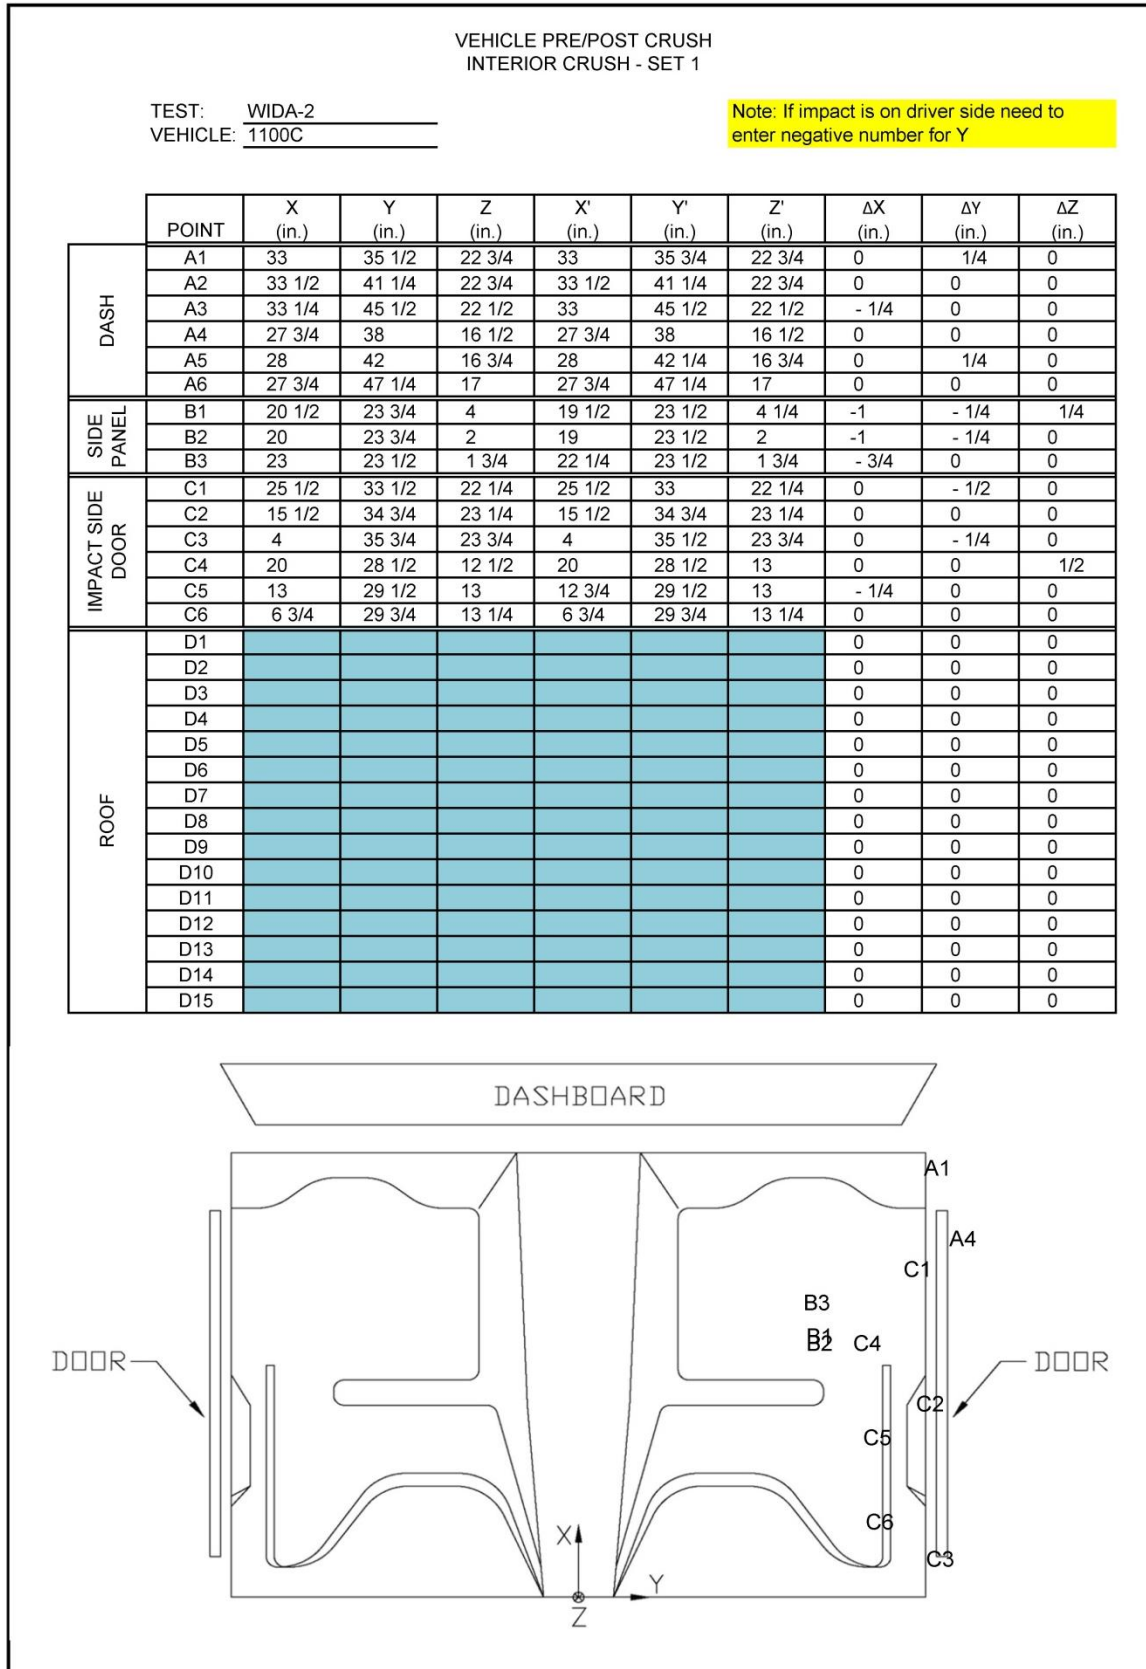 VEHICLE PRE/POST CRUSH
INTERIOR CRUSH - SET 1
TEST: WIDA-2
VEHICLE: 1100C
Note: If impact is on driver side need to
enter negative number for Y
POINT X (in.) Y (in.) Z (in.) X' (in.) Y' (in.) Z' (in.) ΔX (in.) ΔY (in.) ΔZ (in.)
DASH
A1 33 35 1/2 22 3/4 33 35 3/4 22 3/4 0 1/4 0
A2 33 1/2 41 1/4 22 3/4 33 1/2 41 1/4 22 3/4 0 0 0
A3 33 1/4 45 1/2 22 1/2 33 45 1/2 22 1/2 - 1/4 0 0
A4 27 3/4 38 16 1/2 27 3/4 38 16 1/2 0 0 0
A5 28 42 16 3/4 28 42 1/4 16 3/4 0 1/4 0
A6 27 3/4 47 1/4 17 27 3/4 47 1/4 17 0 0 0
SIDE PANEL
B1 20 1/2 23 3/4 4 19 1/2 23 1/2 4 1/4 -1 - 1/4 1/4
B2 20 23 3/4 2 19 23 1/2 2 -1 - 1/4 0
B3 23 23 1/2 1 3/4 22 1/4 23 1/2 1 3/4 - 3/4 0 0
IMPACT SIDE DOOR
C1 25 1/2 33 1/2 22 1/4 25 1/2 33 22 1/4 0 - 1/2 0
C2 15 1/2 34 3/4 23 1/4 15 1/2 34 3/4 23 1/4 0 0 0
C3 4 35 3/4 23 3/4 4 35 1/2 23 3/4 0 - 1/4 0
C4 20 28 1/2 12 1/2 20 28 1/2 13 0 0 1/2
C5 13 29 1/2 13 12 3/4 29 1/2 13 - 1/4 0 0
C6 6 3/4 29 3/4 13 1/4 6 3/4 29 3/4 13 1/4 0 0 0
ROOF
D1 0 0 0
D2 0 0 0
D3 0 0 0
D4 0 0 0
D5 0 0 0
D6 0 0 0
D7 0 0 0
D8 0 0 0
D9 0 0 0
D10 0 0 0
D11 0 0 0
D12 0 0 0
D13 0 0 0
D14 0 0 0
D15 0 0 0
DASHBOARD
A1
A4
C1
B3
B1
B2 C4
DOOR DOOR
C2
C5
C6
X
C3
Y
Z